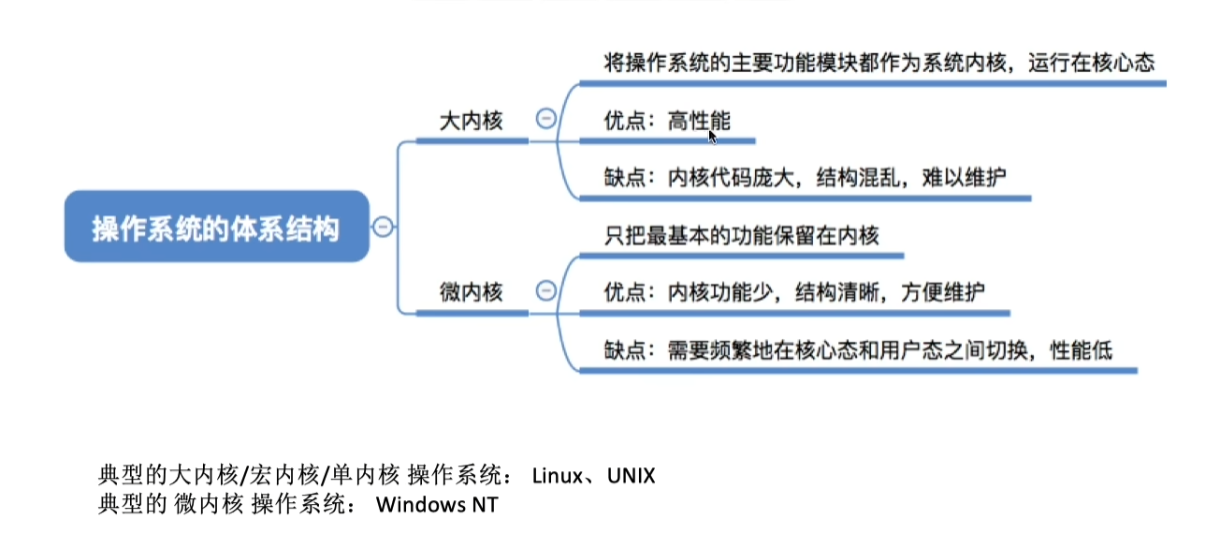 将操作系统的主要功能模块都作为系统内核，运行在核心态
大内核
优点：高性能
缺点：内核代码庞大，结构混乱，难以维护
操作系统的体系结构
只把最基本的功能保留在内核
微内核
优点：内核功能少，结构清晰，方便维护
缺点：需要频繁地在核心态和用户态之间切换，性能低
典型的大内核/宏内核/单内核 操作系统： Linux、UNIX
典型的 微内核 操作系统： Windows NT